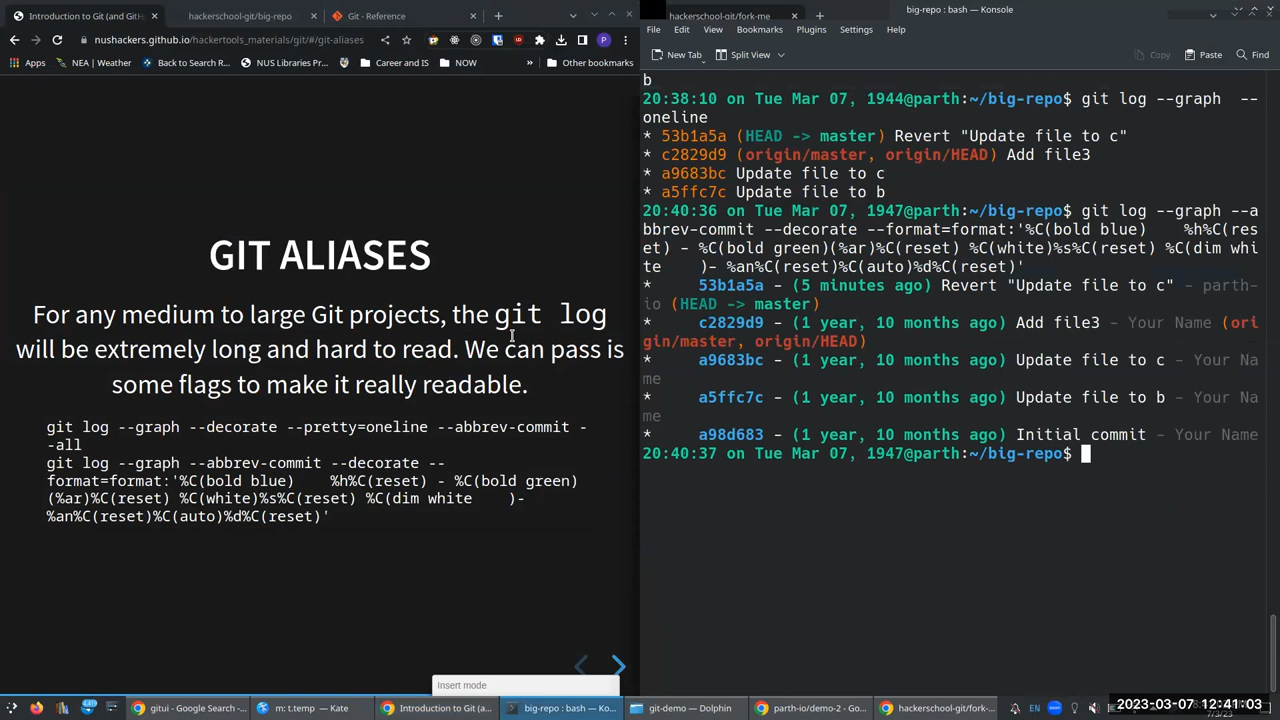 Introduction to Git (and GitH
hackerschool-git/big-repo
Git - Reference
nushackers.github.io/hackertools_materials/git/#/git-aliases
Apps
NEA | Weather
Back to Search R...
NUS Libraries Pr...
Career and IS
NOW
»
Other bookmarks
GIT ALIASES
For any medium to large Git projects, the git log
will be extremely long and hard to read. We can pass is
some flags to make it really readable.
git log --graph --decorate --pretty=oneline --abbrev-commit -
-all
git log --graph --abbrev-commit --decorate --
format=format:'%C(bold blue)    %h%C(reset) - %C(bold green)
(%ar)%C(reset) %C(white)%s%C(reset) %C(dim white    )-
%an%C(reset)%C(auto)%d%C(reset)'
Insert mode
hackerschool-git/fork-me
big-repo : bash — Konsole
File Edit View Bookmarks Plugins Settings Help
New Tab Split View Copy Paste Find
b
20:38:10 on Tue Mar 07, 1944@parth:~/big-repo$ git log --graph  --
oneline
* 53b1a5a (HEAD -> master) Revert "Update file to c"
* c2829d9 (origin/master, origin/HEAD) Add file3
* a9683bc Update file to c
* a5ffc7c Update file to b
20:40:36 on Tue Mar 07, 1947@parth:~/big-repo$ git log --graph --a
bbrev-commit --decorate --format=format:'%C(bold blue)    %h%C(res
et) - %C(bold green)(%ar)%C(reset) %C(white)%s%C(reset) %C(dim whi
te    )- %an%C(reset)%C(auto)%d%C(reset)'
*     53b1a5a - (5 minutes ago) Revert "Update file to c" - parth-
io (HEAD -> master)
*     c2829d9 - (1 year, 10 months ago) Add file3 - Your Name (ori
gin/master, origin/HEAD)
*     a9683bc - (1 year, 10 months ago) Update file to c - Your Na
me
*     a5ffc7c - (1 year, 10 months ago) Update file to b - Your Na
me
*     a98d683 - (1 year, 10 months ago) Initial commit - Your Name
20:40:37 on Tue Mar 07, 1947@parth:~/big-repo$
gitui - Google Search -...
m: t.temp — Kate
Introduction to Git (a...
big-repo : bash — Ko...
git-demo — Dolphin
parth-io/demo-2 - Go...
hackerschool-git/fork-...
EN
2023-03-07 12:41:03